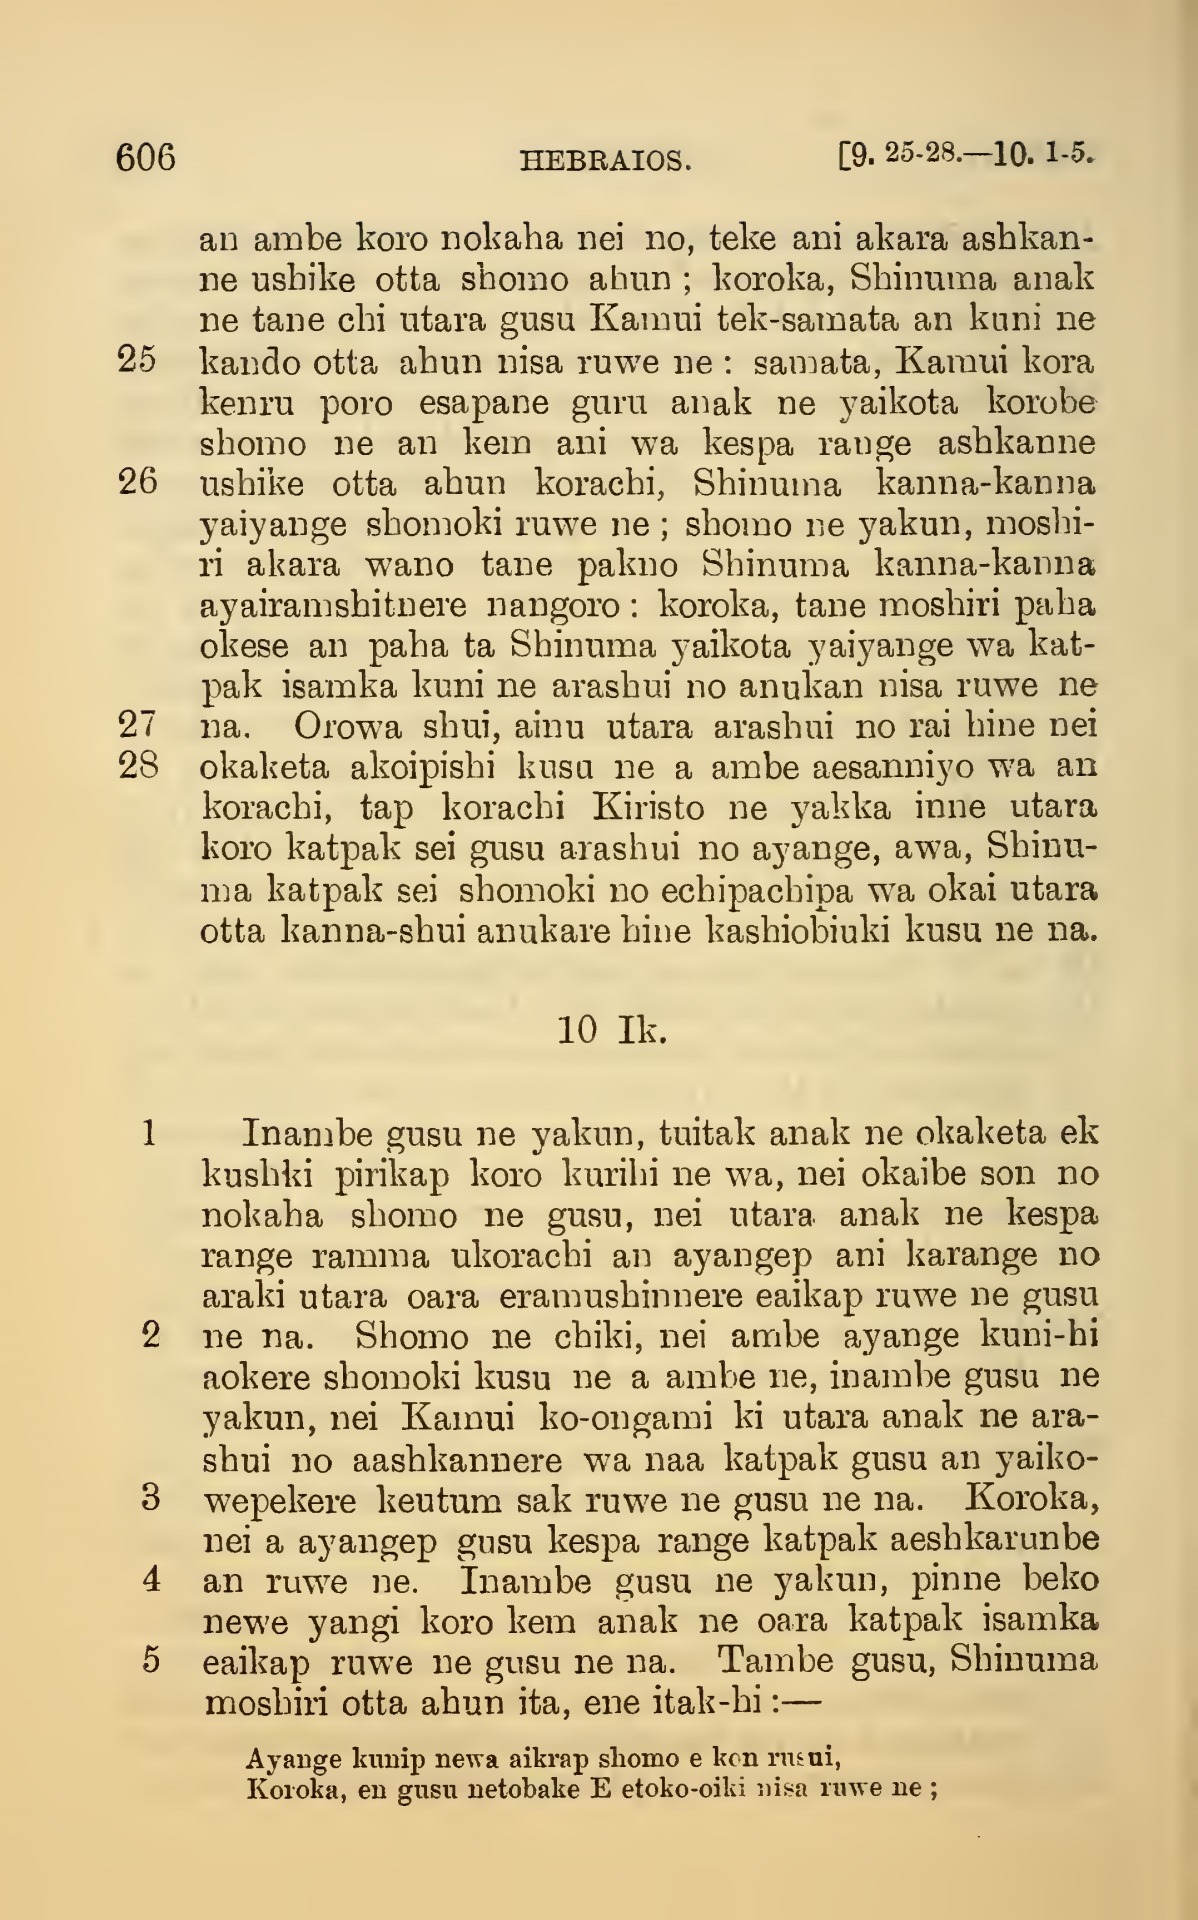 606 HEBRAIOS. [9. 25-28.—10. 1-5.
an ambe koro nokaha nei no, teke ani akara ashkan-
ne ushike otta shomo ahun ; koroka, Shinuma anak
ne tane chi utara gusu Kamui tek-samata an kuni ne
25 kando otta ahun nisa ruwe ne : samata, Kamui kora
kenru poro esapane guru anak ne yaikota korobe
shomo ne an kem ani wa kespa range ashkanne
26 ushike otta ahun korachi, Shinuma kanna-kanna
yaiyange shomoki ruwe ne ; shomo ne yakun, moshi-
ri akara wano tane pakno Shinuma kanna-kanna
ayairamshitnere nangoro : koroka, tane moshiri paha
okese an paha ta Shinuma yaikota yaiyange wa kat-
pak isamka kuni ne arashui no anukan nisa ruwe ne
27 na. Orowa shui, ainu utara arashui no rai hine nei
28 okaketa akoipishi kusu ne a ambe aesanniyo wa an
korachi, tap korachi Kiristo ne yakka inne utara
koro katpak sei gusu arashui no ayange, awa, Shinu-
ma katpak sei shomoki no echipachipa wa okai utara
otta kanna-shui anukare hine kashiobiuki kusu ne na.
10 Ik.
1 Inambe gusu ne yakun, tuitak anak ne okaketa ek
kushki pirikap koro kurihi ne wa, nei okaibe son no
nokaha shomo ne gusu, nei utara anak ne kespa
range ramma ukorachi an ayangep ani karange no
araki utara oara eramushinnere eaikap ruwe ne gusu
2 ne na. Shomo ne chiki, nei ambe ayange kuni-hi
aokere shomoki kusu ne a ambe ne, inambe gusu ne
yakun, nei Kamui ko-ongami ki utara anak ne ara-
shui no aashkannere wa naa katpak gusu an yaiko-
3 wepekere keutum sak ruwe ne gusu ne na. Koroka,
nei a ayangep gusu kespa range katpak aeshkarunbe
4 an ruwe ne. Inambe gusu ne yakun, pinne beko
newe yangi koro kem anak ne oara katpak isamka
5 eaikap ruwe ne gusu ne na. Tambe gusu, Shinuma
moshiri otta ahun ita, ene itak-hi :—
Ayange kunip newa aikrap shomo e kon rusui,
Koroka, en gusu netobake E etoko-oiki nisa ruwe ne ;